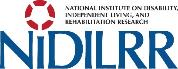 NATIONAL INSTITUTE ON DISABILITY,
INDEPENDENT LIVING, AND
REHABILITATION RESEARCH
NIDILRR